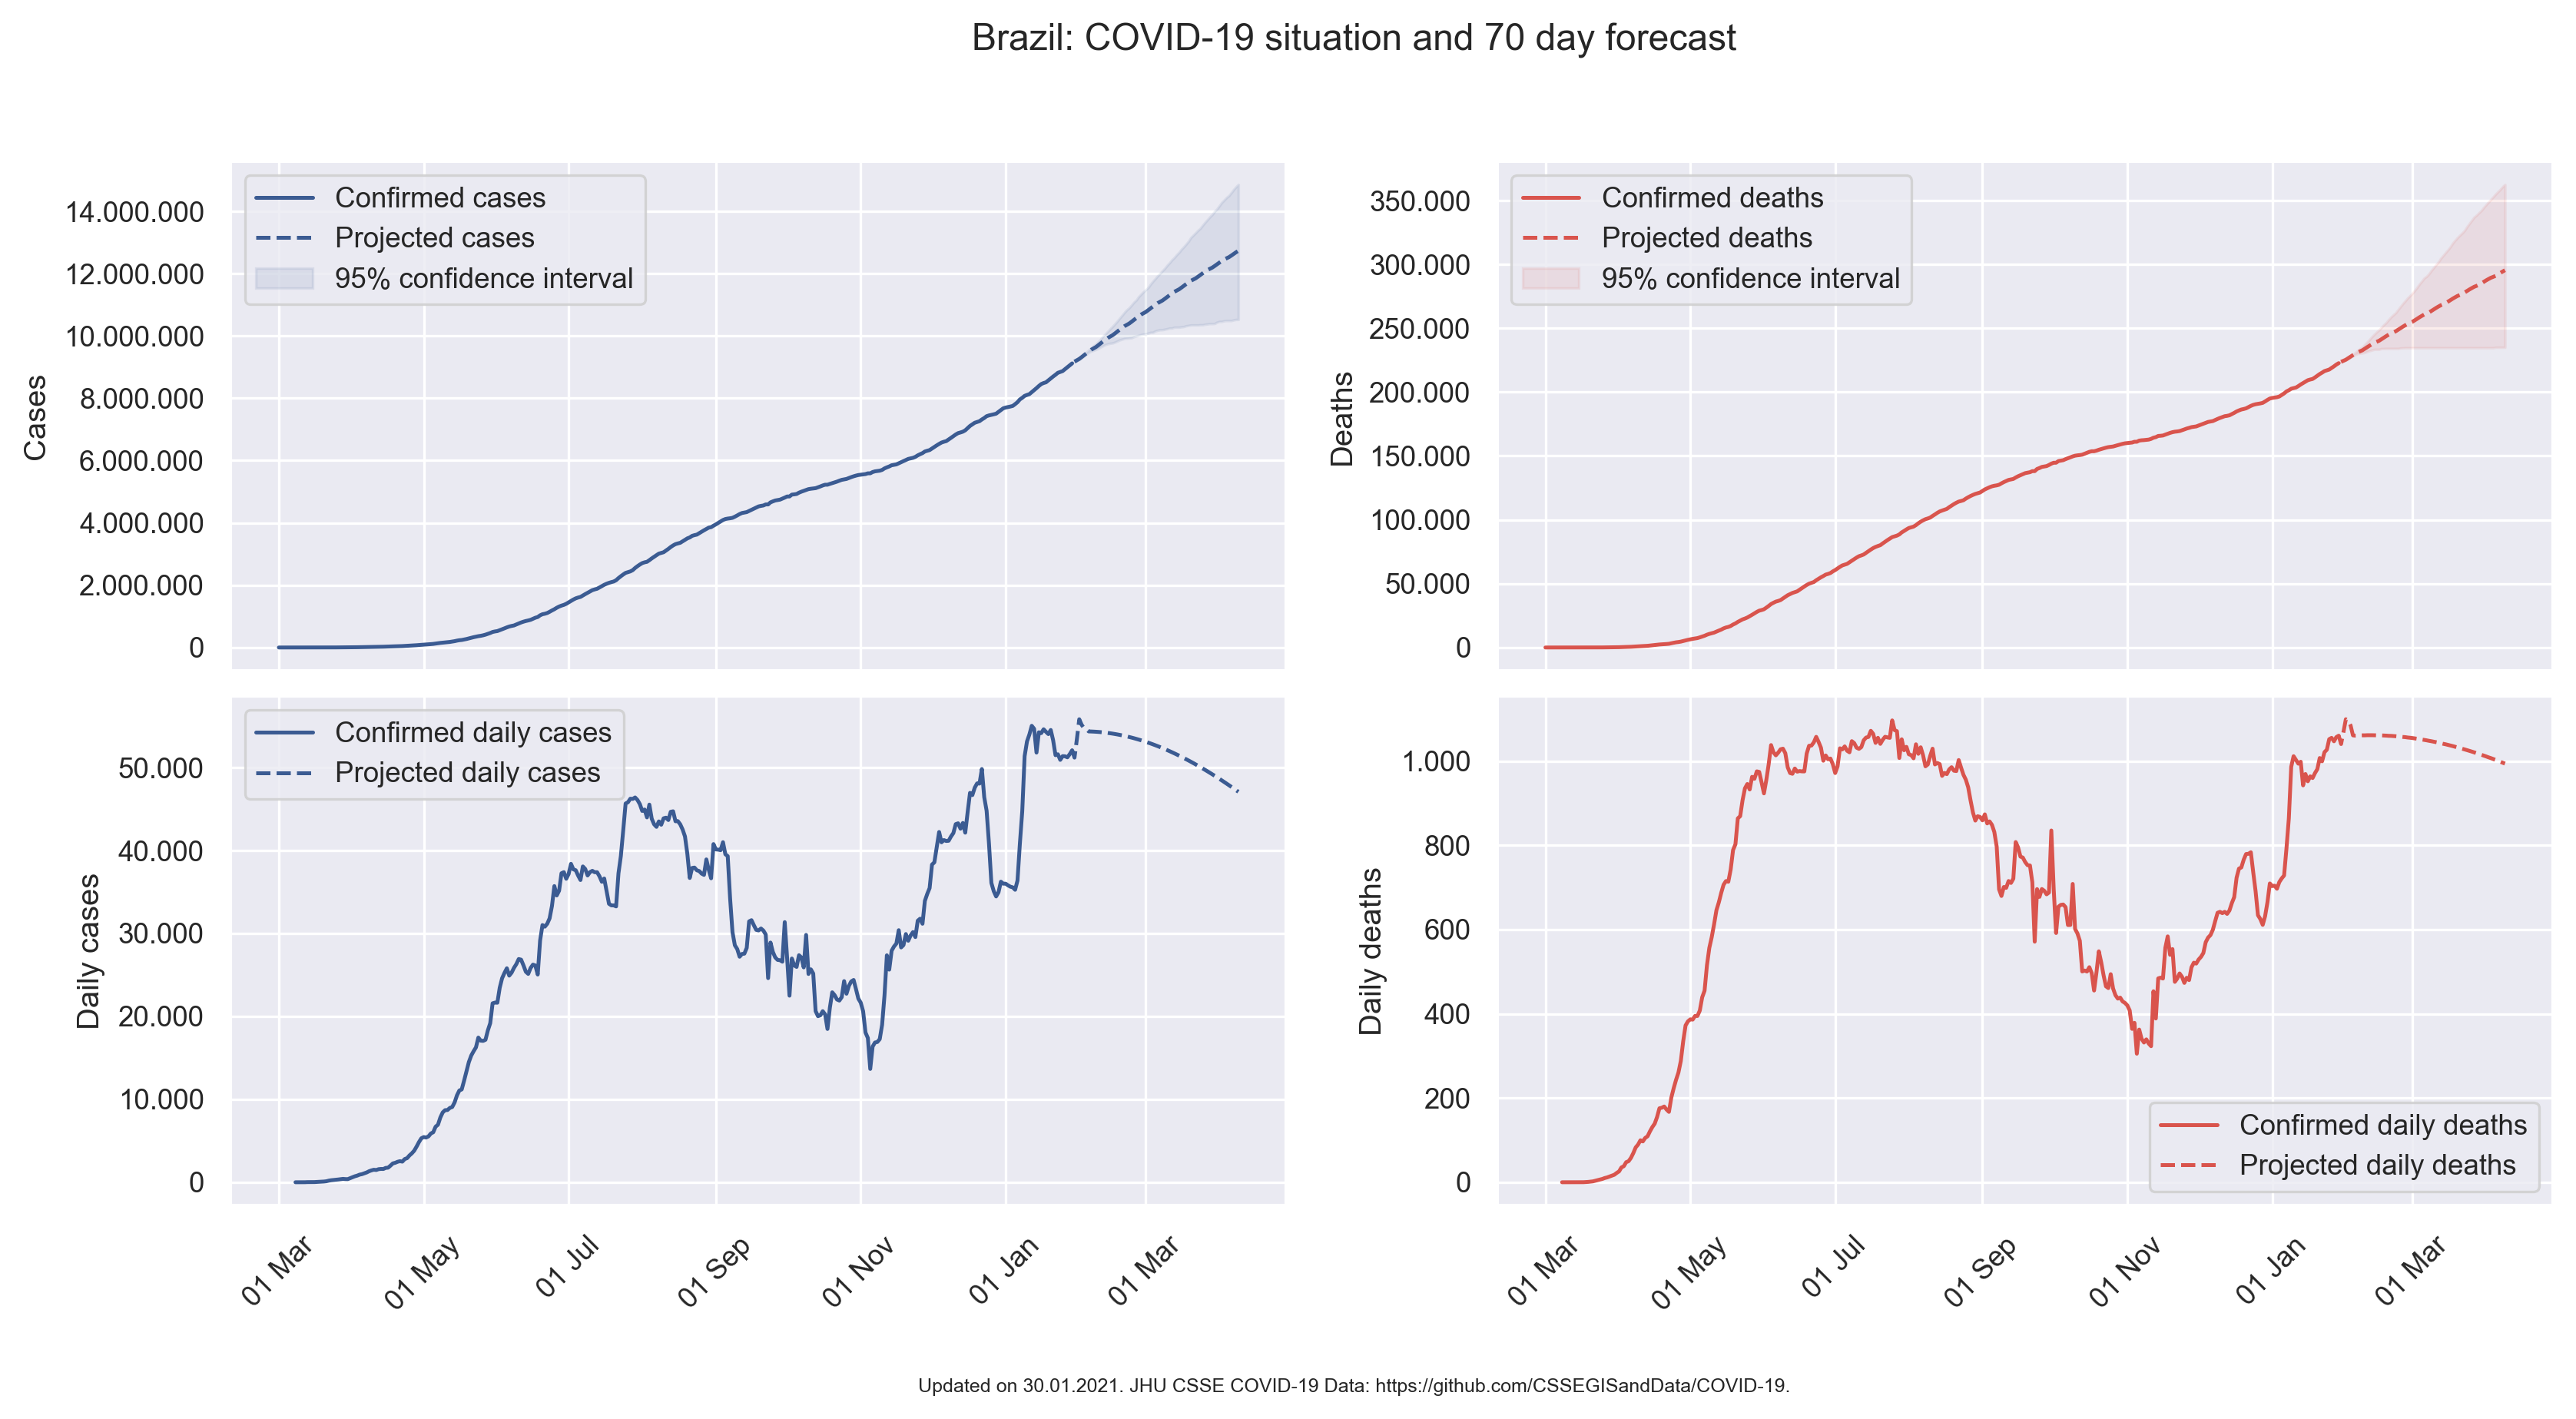 Brazil: COVID-19 situation and 70 day forecast
Confirmed cases
Projected cases
95% confidence interval
14.000.000
12.000.000
10.000.000
8.000.000
6.000.000
4.000.000
2.000.000
0
Cases
Confirmed deaths
Projected deaths
95% confidence interval
350.000
300.000
250.000
200.000
150.000
100.000
50.000
0
Deaths
Confirmed daily cases
Projected daily cases
50.000
40.000
30.000
20.000
10.000
0
Daily cases
01 Mar
01 May
01 Jul
01 Sep
01 Nov
01 Jan
01 Mar
1.000
800
600
400
200
0
Daily deaths
Confirmed daily deaths
Projected daily deaths
01 Mar
01 May
01 Jul
01 Sep
01 Nov
01 Jan
01 Mar
Updated on 30.01.2021. JHU CSSE COVID-19 Data: https://github.com/CSSEGISandData/COVID-19.